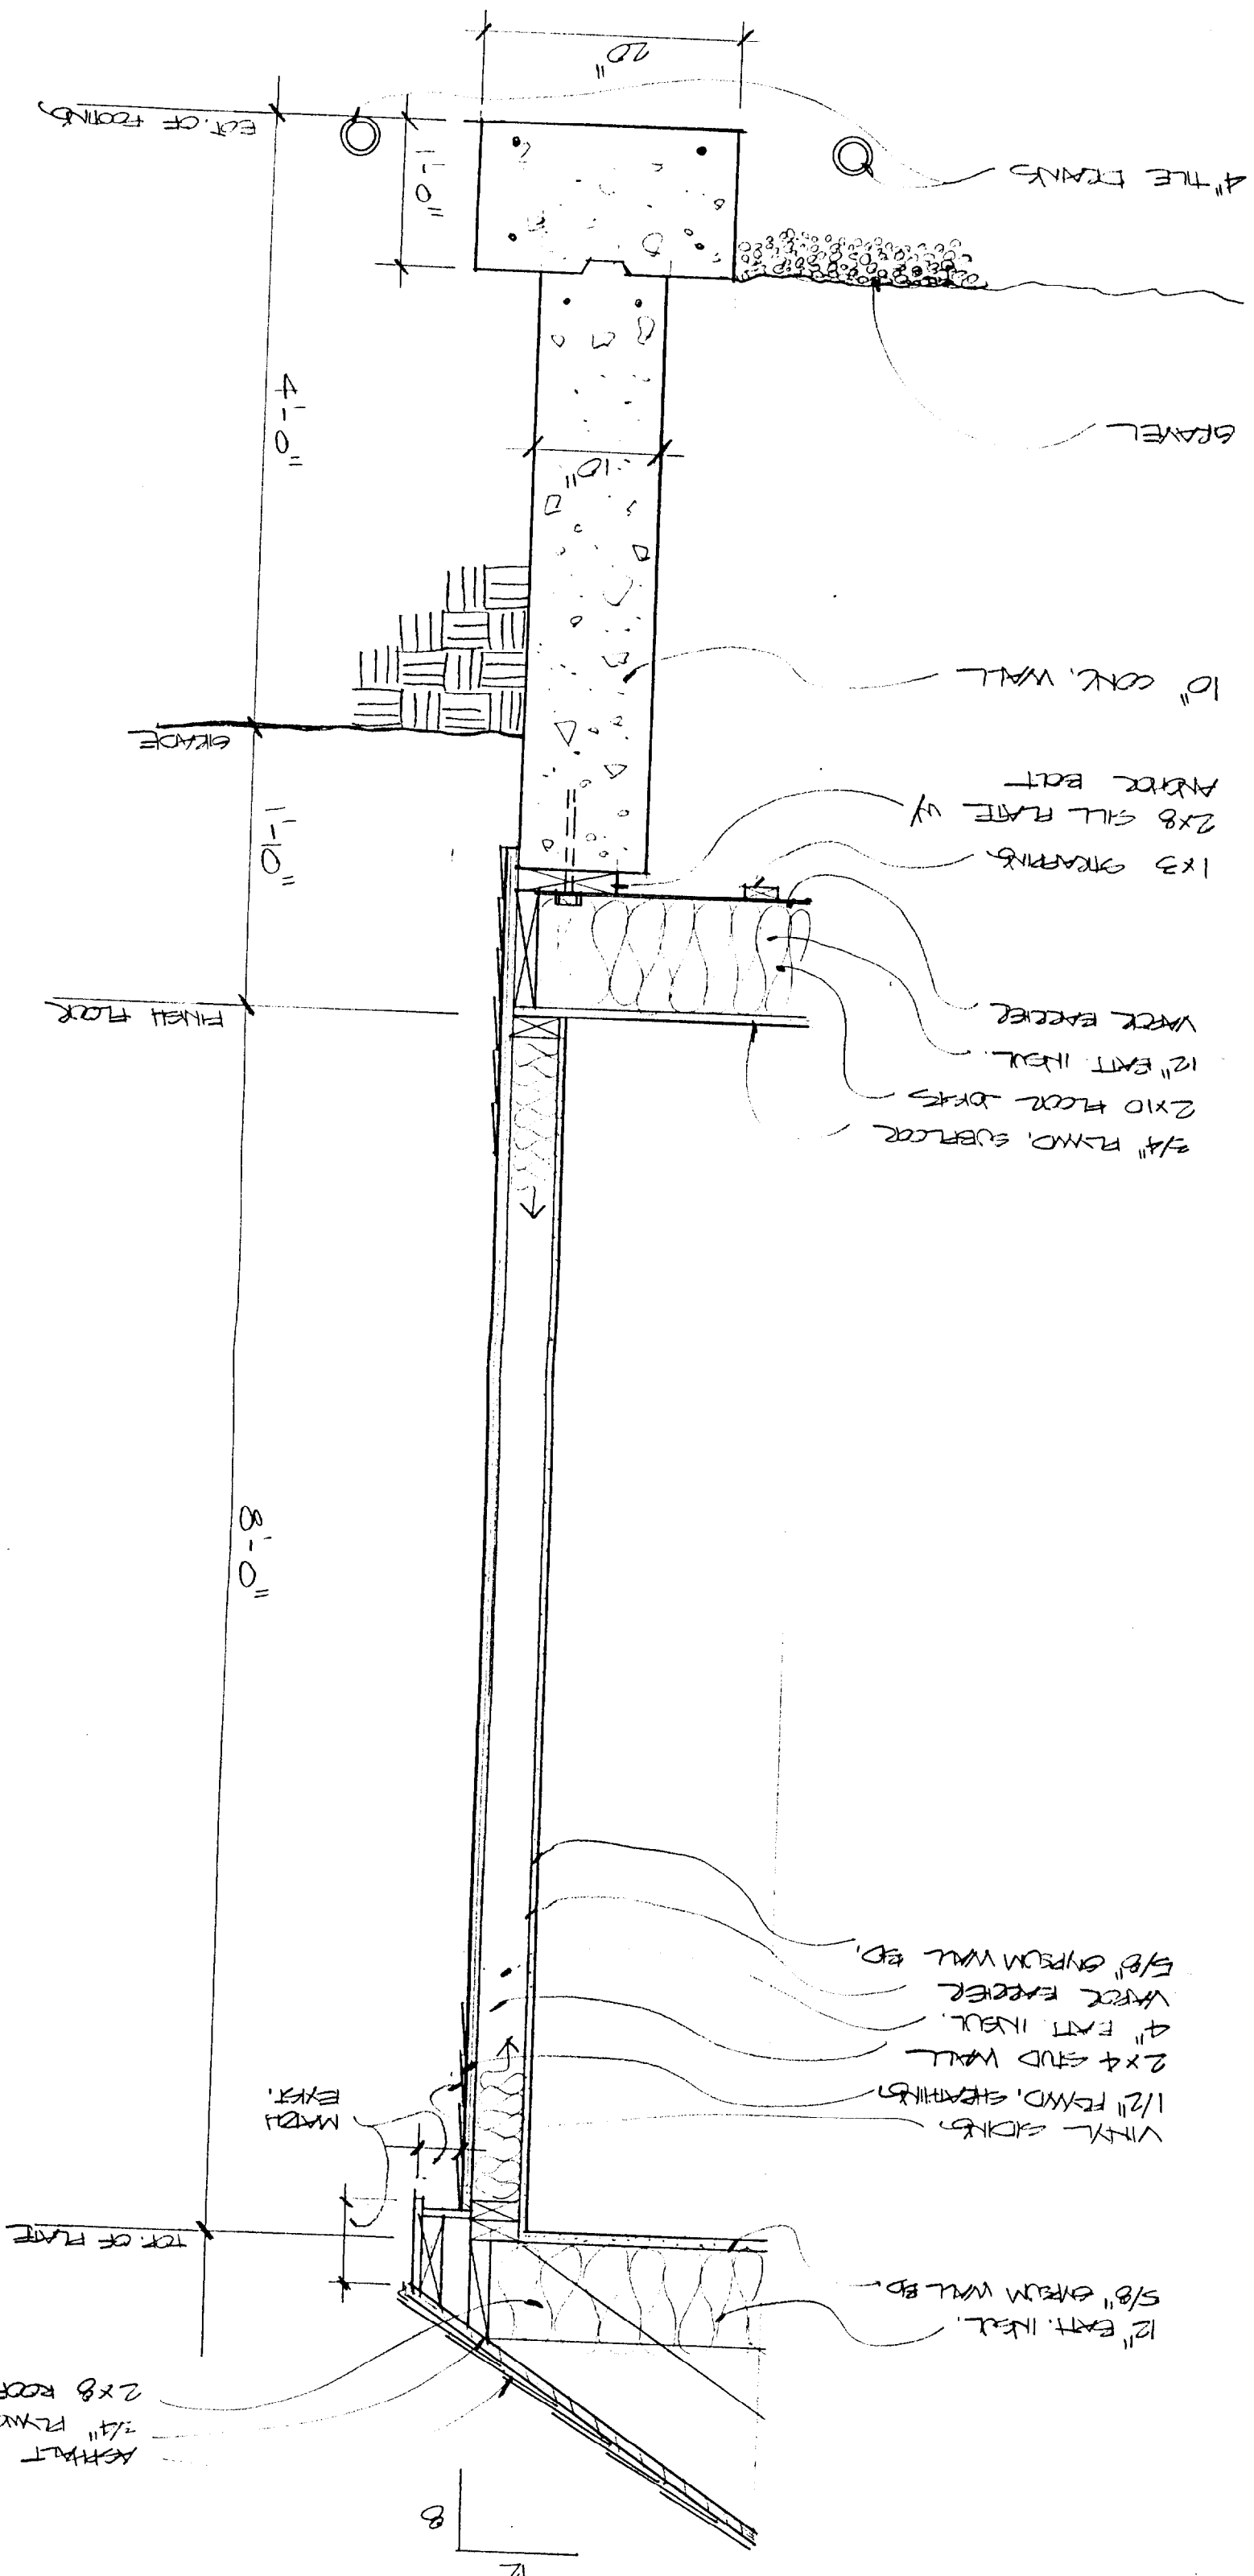 12
8
ASPHALT
3/4" PLYWD
2x8 ROOF
12" BATT. INSUL.
5/8" GYPSUM WALL BD.
TOP OF PLATE
MATCH
EXIST.
VINYL SIDING
1/2" PLYWD. SHEATHING
2x4 STUD WALL
4" BATT. INSUL.
VAPOR BARRIER
5/8" GYPSUM WALL BD.
8'-0"
3/4" PLYWD. SUBFLOOR
2x10 FLOOR JOISTS
12" BATT INSUL.
VAPOR BARRIER
FINISH FLOOR
1'-10"
1x3 STRAPPING
2x8 SILL PLATE W/
ANCHOR BOLT
GRADE
10" CONC. WALL
10"
4'-0"
GRAVEL
1'-0"
4" TILE DRAINS
BOT. OF FOOTING
20"